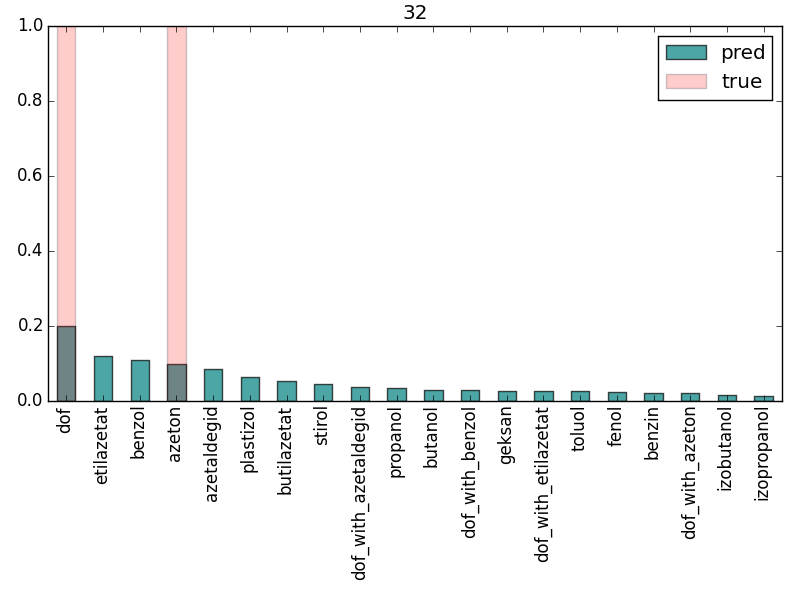 32
1.0
0.8
0.6
0.4
0.2
0.0
pred
true
dof
etilazetat
benzol
azeton
azetaldegid
plastizol
butilazetat
stirol
dof_with_azetaldegid
propanol
butanol
dof_with_benzol
geksan
dof_with_etilazetat
toluol
fenol
benzin
dof_with_azeton
izobutanol
izopropanol